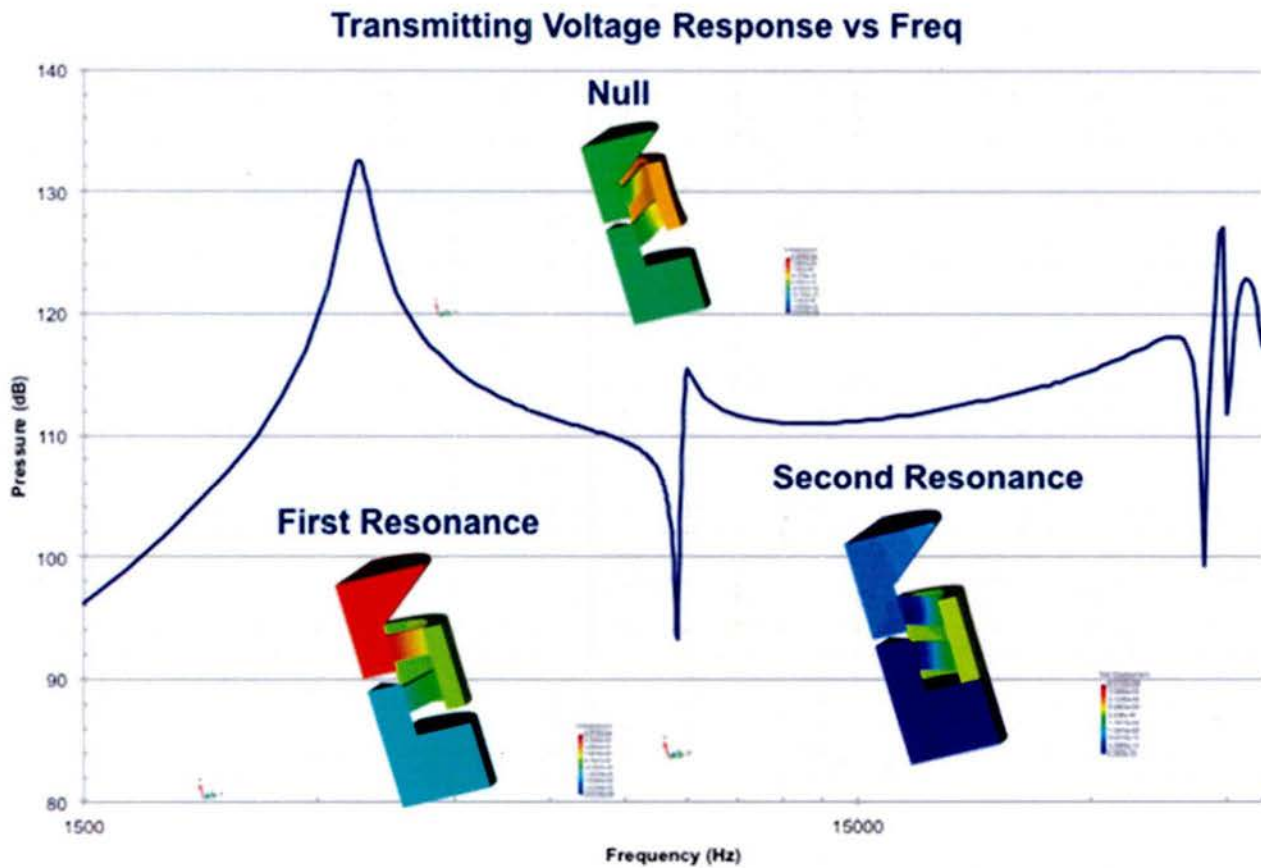 Transmitting Voltage Response vs Freq
140
Null
130
120
Pressure (dB)
110
Second Resonance
First Resonance
100
90
80
1500
15000
Frequency (Hz)